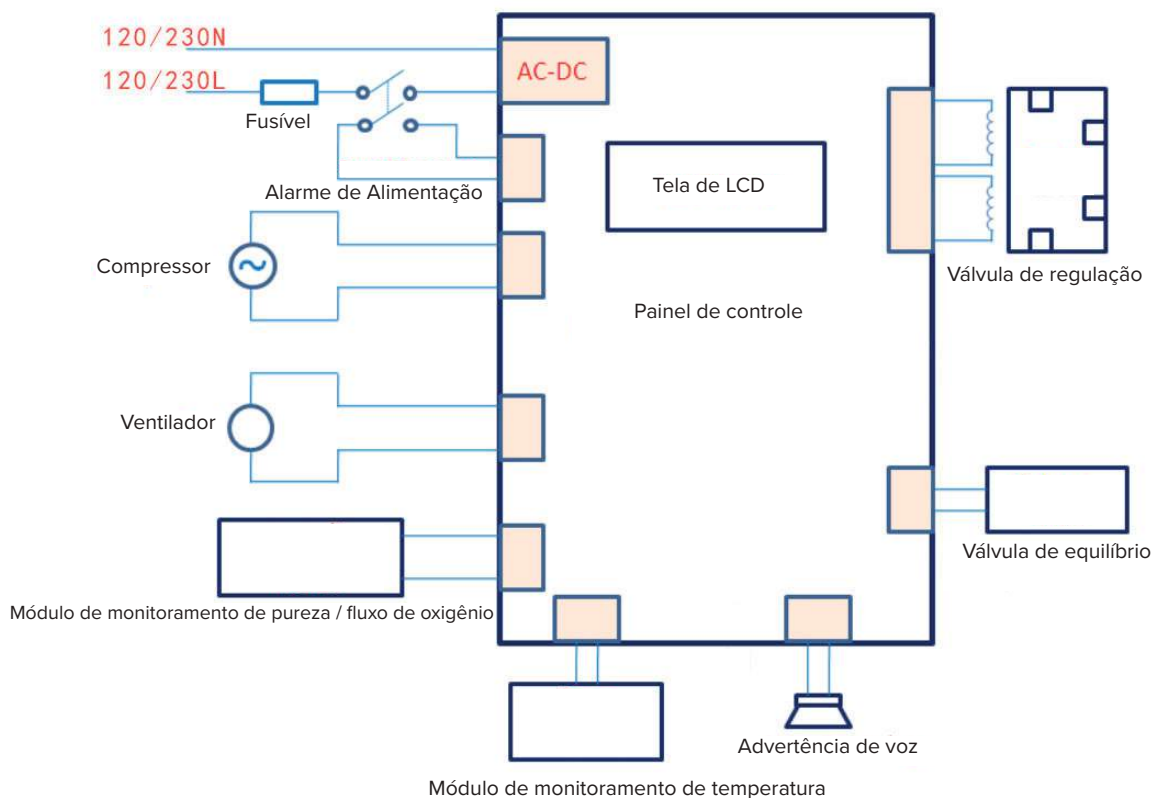 120/230N
120/230L
AC-DC
Fusível
Alarme de Alimentação
Tela de LCD
Compressor
Válvula de regulação
Painel de controle
Ventilador
Válvula de equilíbrio
Módulo de monitoramento de pureza / fluxo de oxigênio
Advertência de voz
Módulo de monitoramento de temperatura